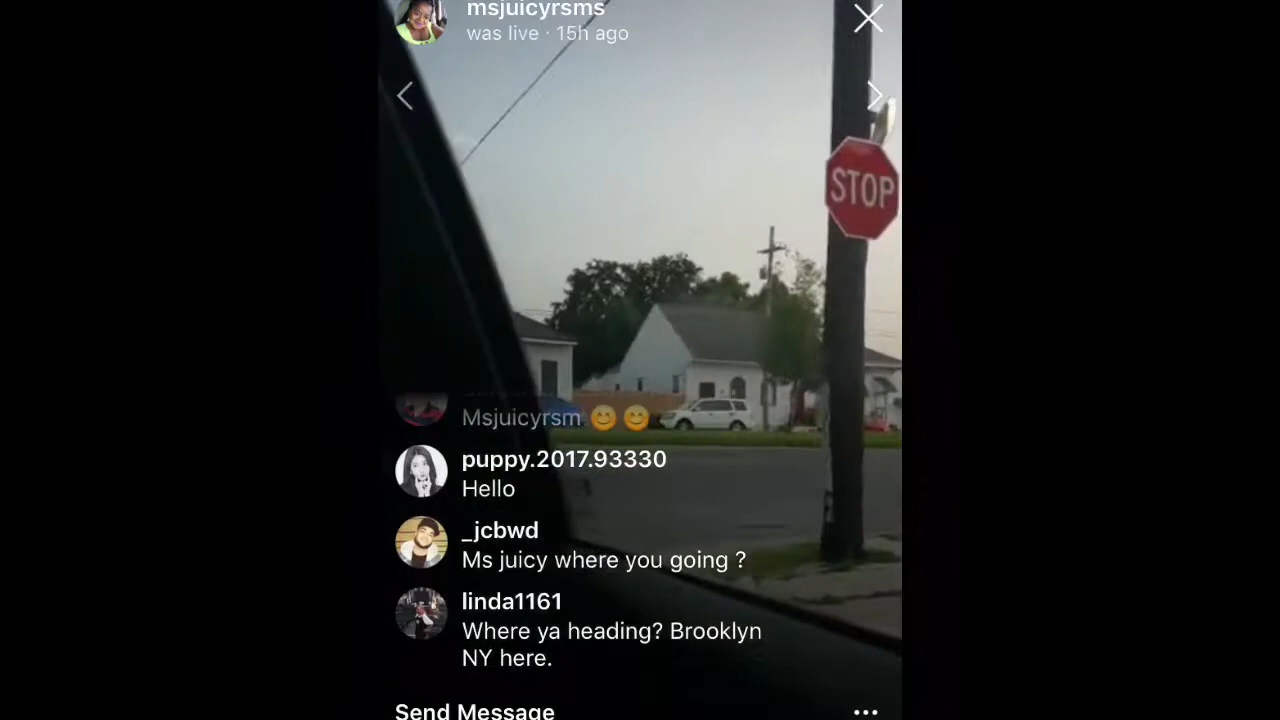 msjuicyrsms
was live · 15h ago
STOP
Msjuicyrsm 😊😊
puppy.2017.93330
Hello
_jcbwd
Ms juicy where you going ?
linda1161
Where ya heading? Brooklyn
NY here.
Send Message